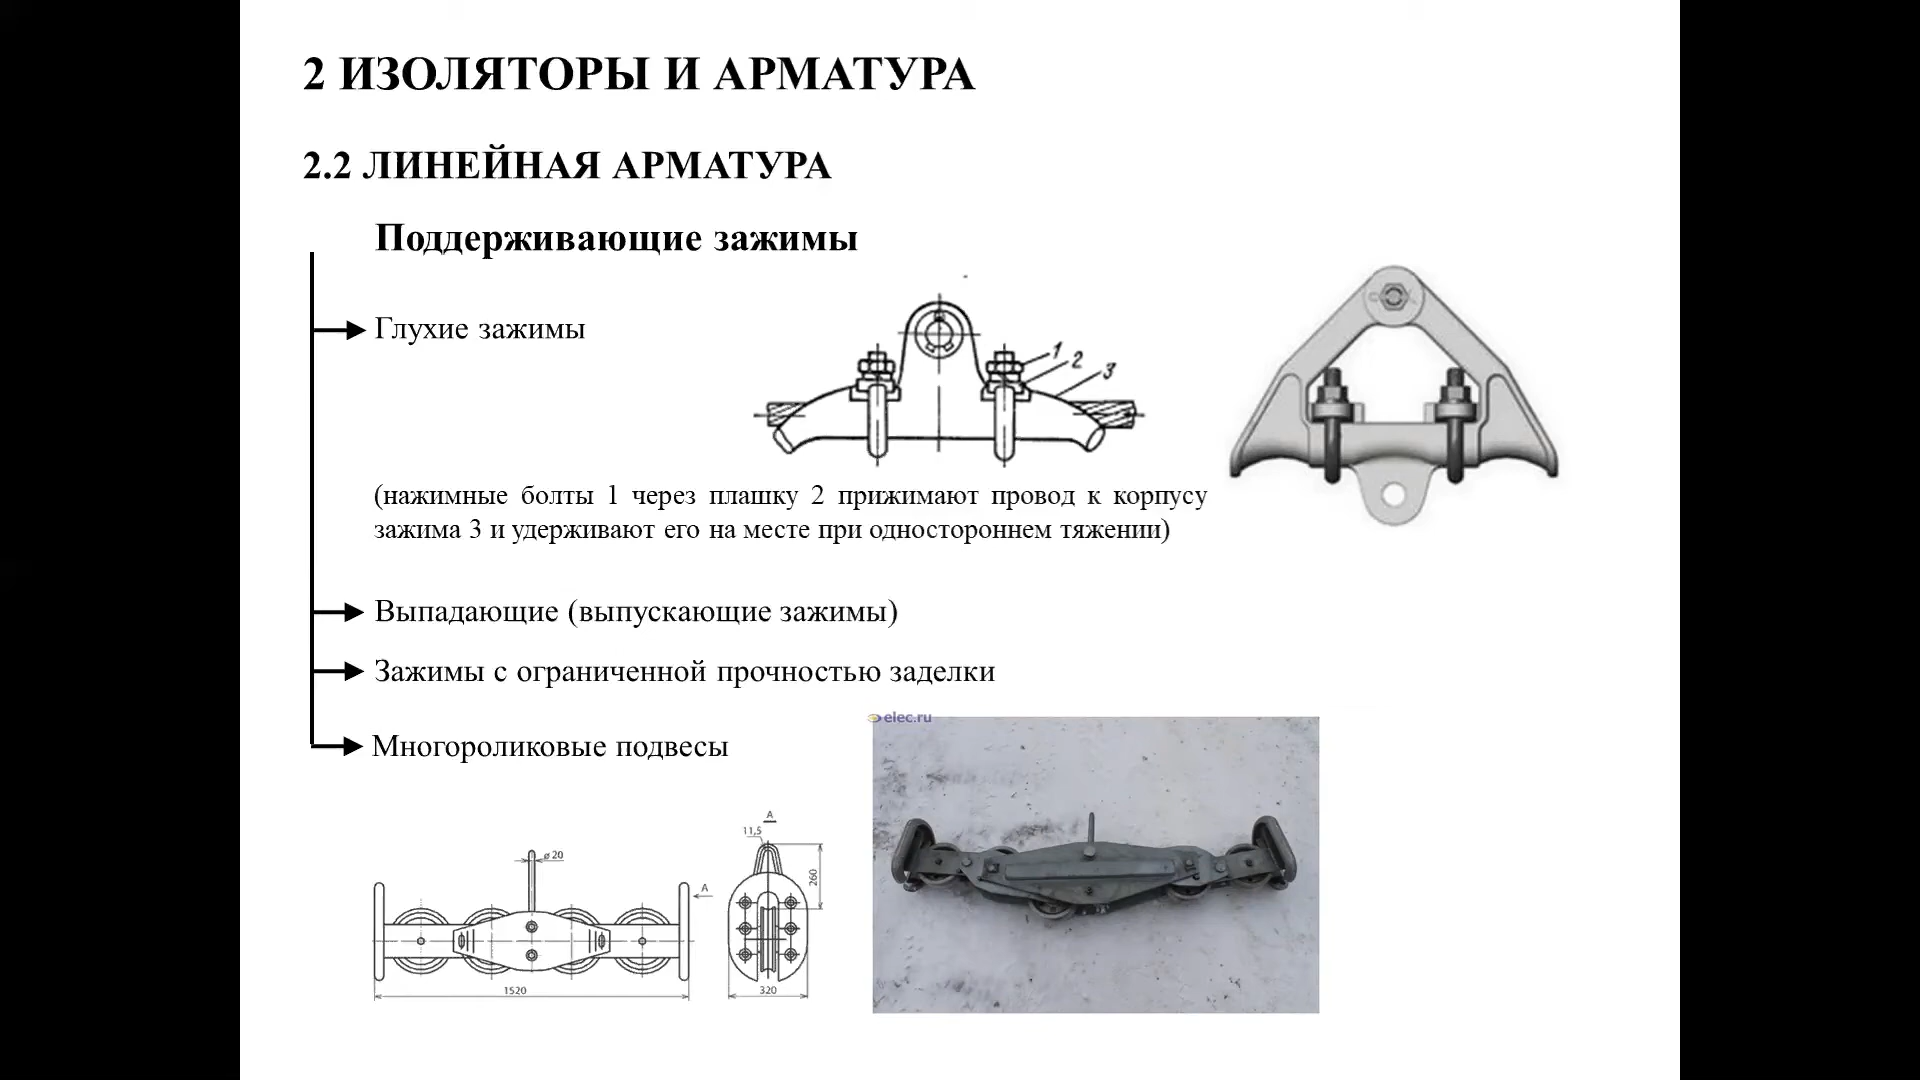 2 ИЗОЛЯТОРЫ И АРМАТУРА
2.2 ЛИНЕЙНАЯ АРМАТУРА
Поддерживающие зажимы
Глухие зажимы
1
2
3
(нажимные болты 1 через плашку 2 прижимают провод к корпусу
зажима 3 и удерживают его на месте при одностороннем тяжении)
Выпадающие (выпускающие зажимы)
Зажимы с ограниченной прочностью заделки
elec.ru
Многороликовые подвесы
А
11,5
ø 20
260
А
1520
320